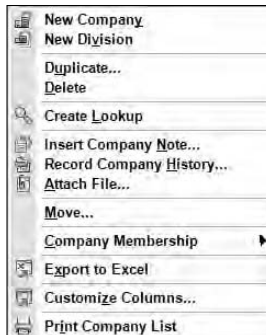 New Company
New Division
Duplicate...
Delete
Create Lookup
Insert Company Note...
Record Company History...
Attach File...
Move...
Company Membership
Export to Excel
Customize Columns...
Print Company List